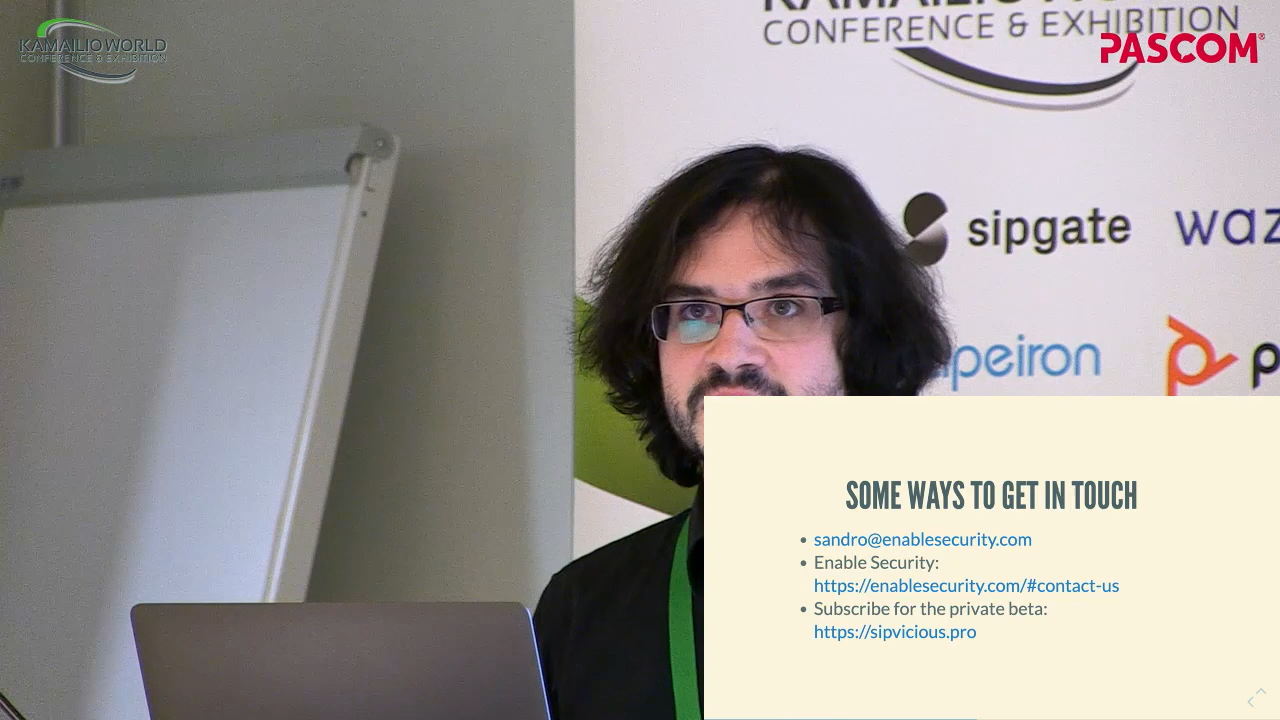 KAMAILIO WORLD
CONFERENCE & EXHIBITION
CONFERENCE & EXHIBITION
PASCOM
sipgate
peiron
SOME WAYS TO GET IN TOUCH
• sandro@enablesecurity.com
• Enable Security:
https://enablesecurity.com/#contact-us
• Subscribe for the private beta:
https://sipvicious.pro